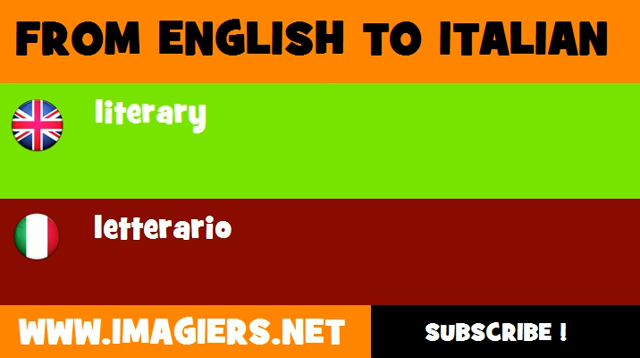 FROM ENGLISH TO ITALIAN
literary
letterario
WWW.IMAGIERS.NET
SUBSCRIBE !